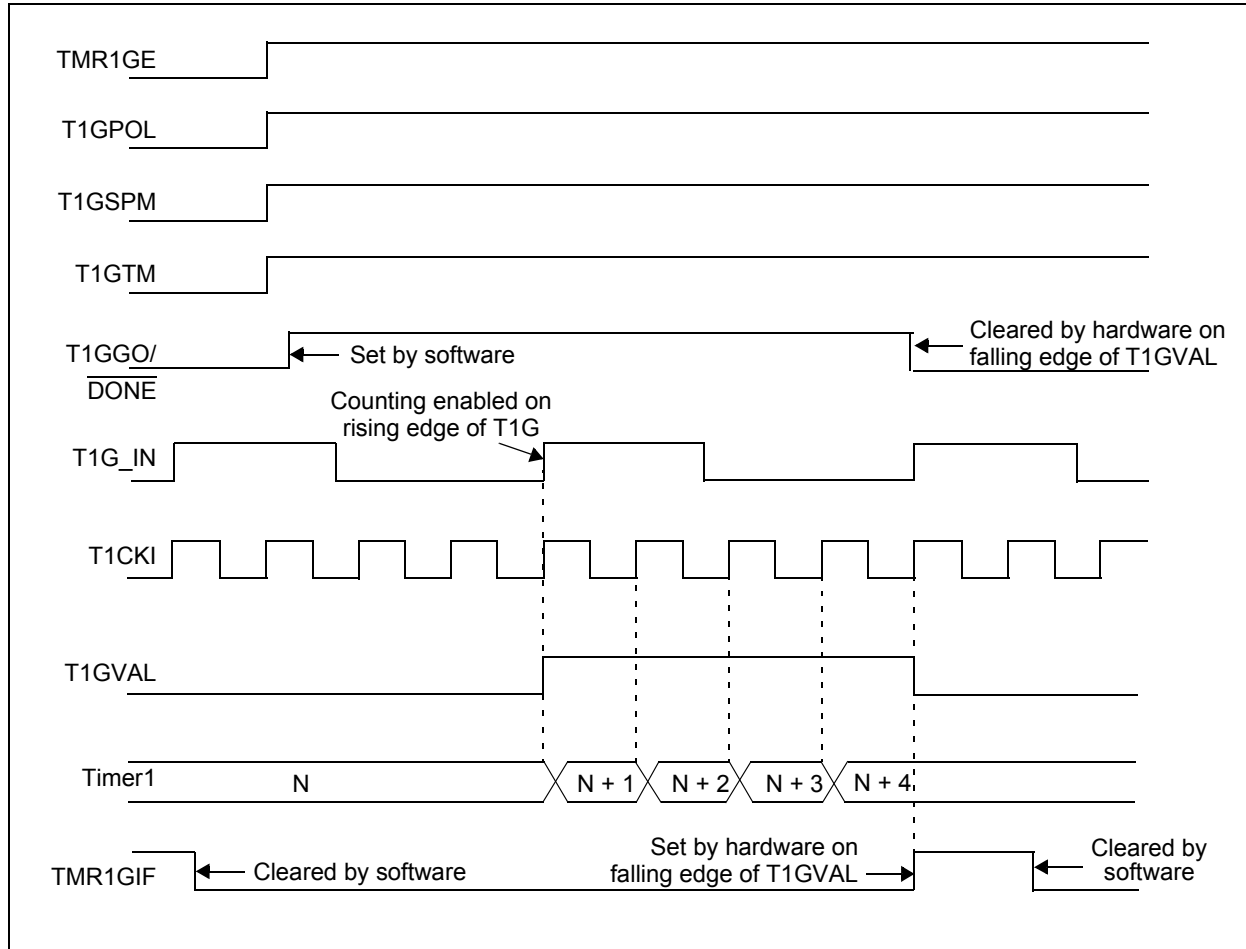 TMR1GE
T1GPOL
T1GSPM
T1GTM
T1GGO/
DONE
Set by software
Cleared by hardware on
falling edge of T1GVAL
Counting enabled on
rising edge of T1G
T1G_IN
T1CKI
T1GVAL
Timer1
N
N + 1
N + 2
N + 3
N + 4
TMR1GIF
Cleared by software
Set by hardware on
falling edge of T1GVAL
Cleared by
software